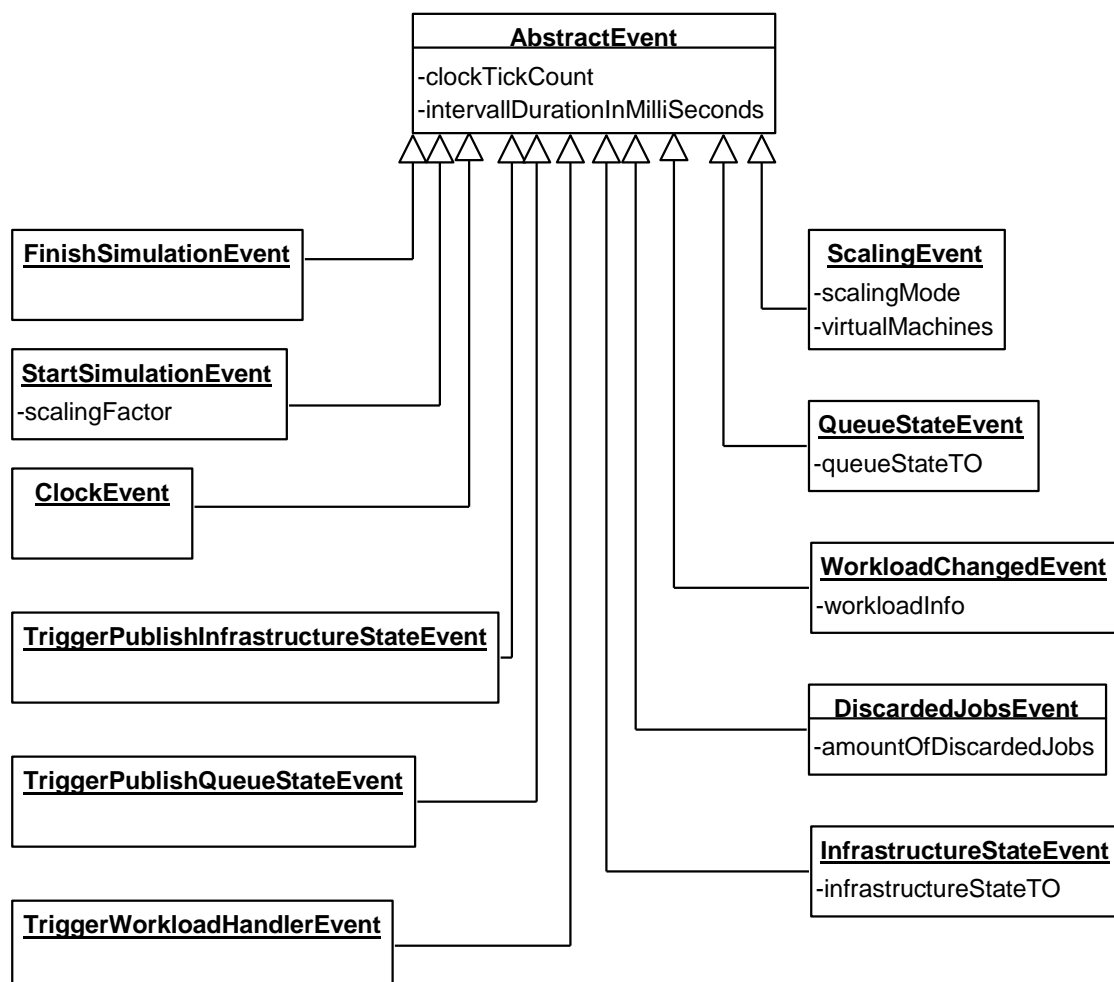 AbstractEvent
-clockTickCount
-intervallDurationInMilliSeconds
FinishSimulationEvent
StartSimulationEvent
-scalingFactor
ClockEvent
TriggerPublishInfrastructureStateEvent
TriggerPublishQueueStateEvent
TriggerWorkloadHandlerEvent
ScalingEvent
-scalingMode
-virtualMachines
QueueStateEvent
-queueStateTO
WorkloadChangedEvent
-workloadInfo
DiscardedJobsEvent
-amountOfDiscardedJobs
InfrastructureStateEvent
-infrastructureStateTO